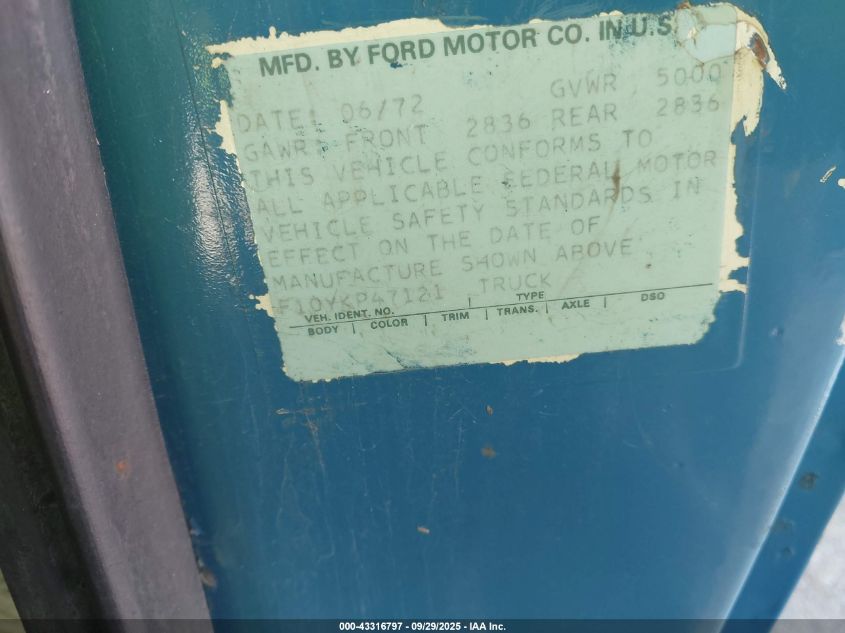 MFD. BY FORD MOTOR CO. IN U.S
DATE: 06/72 GVWR 5000
GAWR: FRONT 2836 REAR 2836
THIS VEHICLE CONFORMS TO
ALL APPLICABLE FEDERAL MOTOR
VEHICLE SAFETY STANDARDS IN
EFFECT ON THE DATE OF
MANUFACTURE SHOWN ABOVE
F10YKP47121 TRUCK
VEH. IDENT. NO. TYPE
BODY | COLOR | TRIM | TRANS. | AXLE | DSO
000-43316797 - 09/29/2025 - IAA Inc.